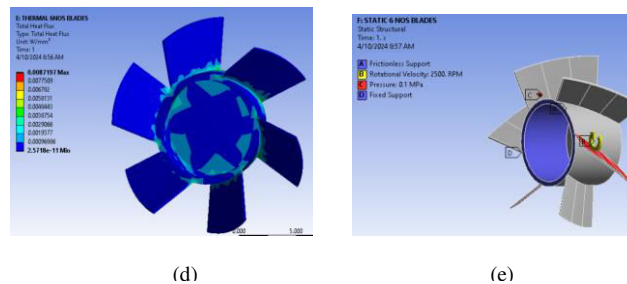 E: THERMAL 6NOS BLADES
Total Heat Flux
Type: Total Heat Flux
Unit: W/mm²
Time: 1
4/10/2024 8:56 AM
0.0087197 Max
0.0077509
0.006782
0.0058131
0.0048443
0.0038754
0.0029066
0.0019377
0.00096886
2.5718e-11 Min
0.000
5.000
(d)
F: STATIC 6 NOS BLADES
Static Structural
Time: 1. s
4/10/2024 8:57 AM
A Frictionless Support
B Rotational Velocity: 2500. RPM
C Pressure: 0.1 MPa
D Fixed Support
C
B
D
(e)